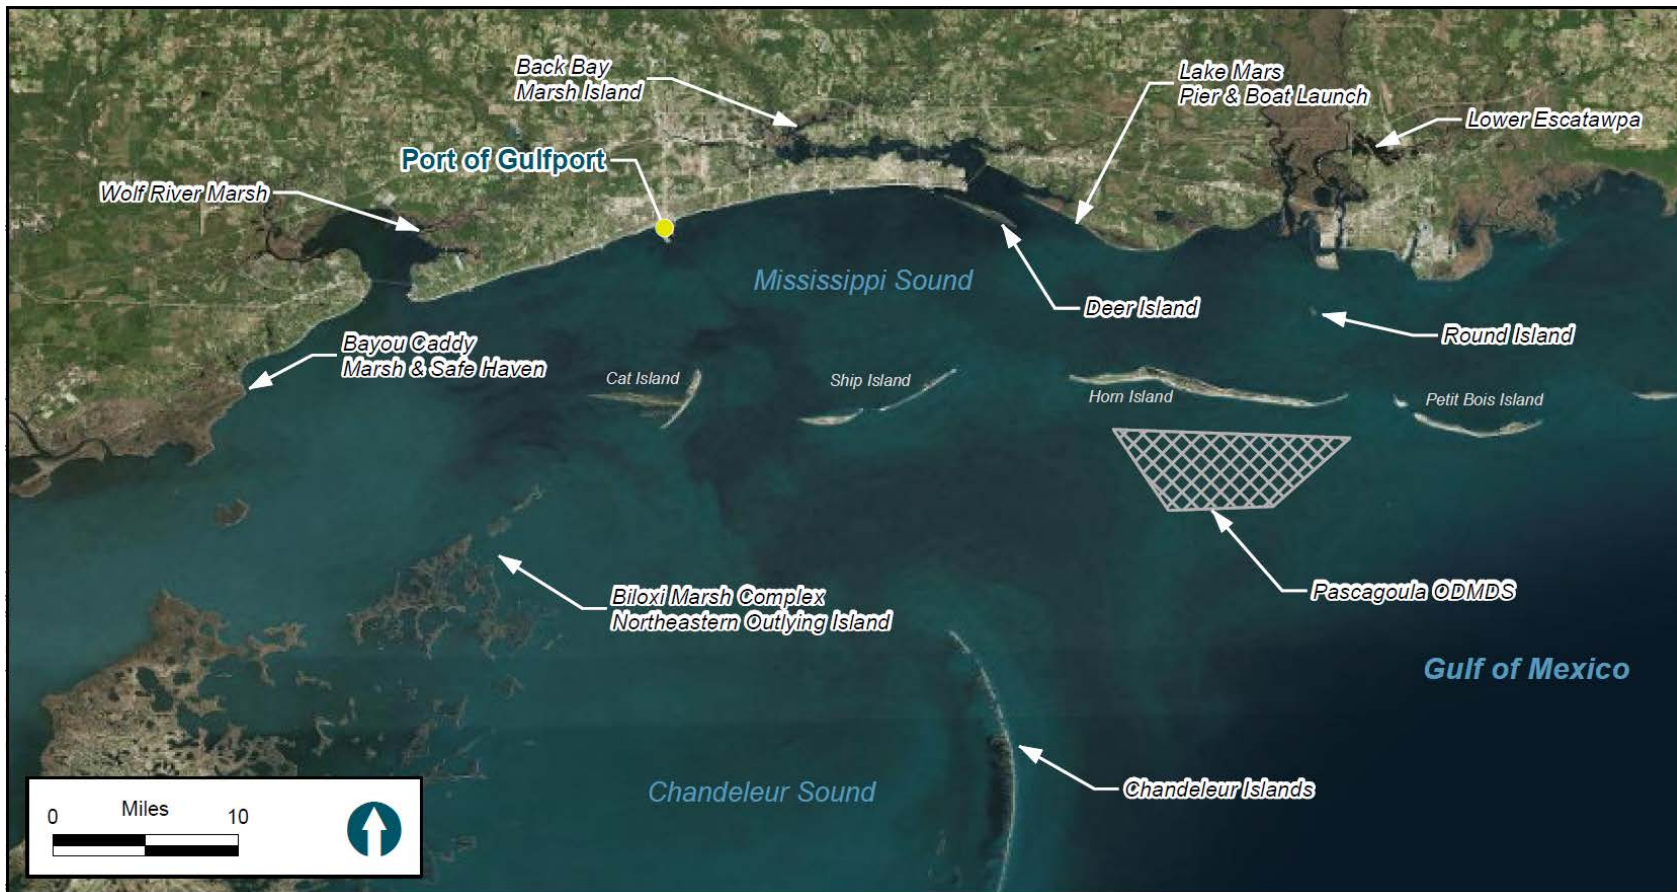 Back Bay
Marsh Island
Lake Mars
Pier & Boat Launch
Lower Escatawpa
Port of Gulfport
Wolf River Marsh
Mississippi Sound
Deer Island
Round Island
Bayou Caddy
Marsh & Safe Haven
Cat Island
Ship Island
Horn Island
Petit Bois Island
Biloxi Marsh Complex
Northeastern Outlying Island
Pascagoula ODMDS
Gulf of Mexico
Chandeleur Sound
Chandeleur Islands
Miles
0 10